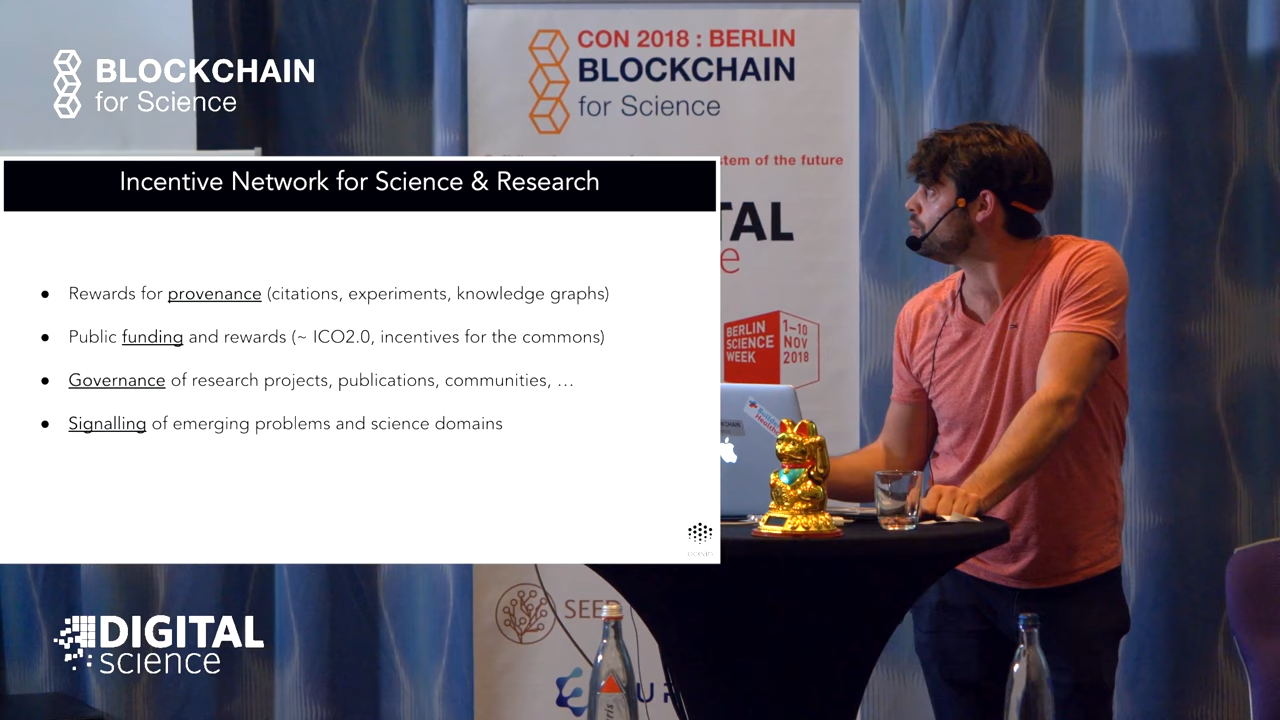 BLOCKCHAIN
for Science
CON 2018 : BERLIN
BLOCKCHAIN
for Science
stem of the future
TAL
e
BERLIN
SCIENCE
WEEK
1–10
NOV
2018
Incentive Network for Science & Research
● Rewards for provenance (citations, experiments, knowledge graphs)
● Public funding and rewards (~ ICO2.0, incentives for the commons)
● Governance of research projects, publications, communities, …
● Signalling of emerging problems and science domains
ocean
SEED
DIGITAL
science